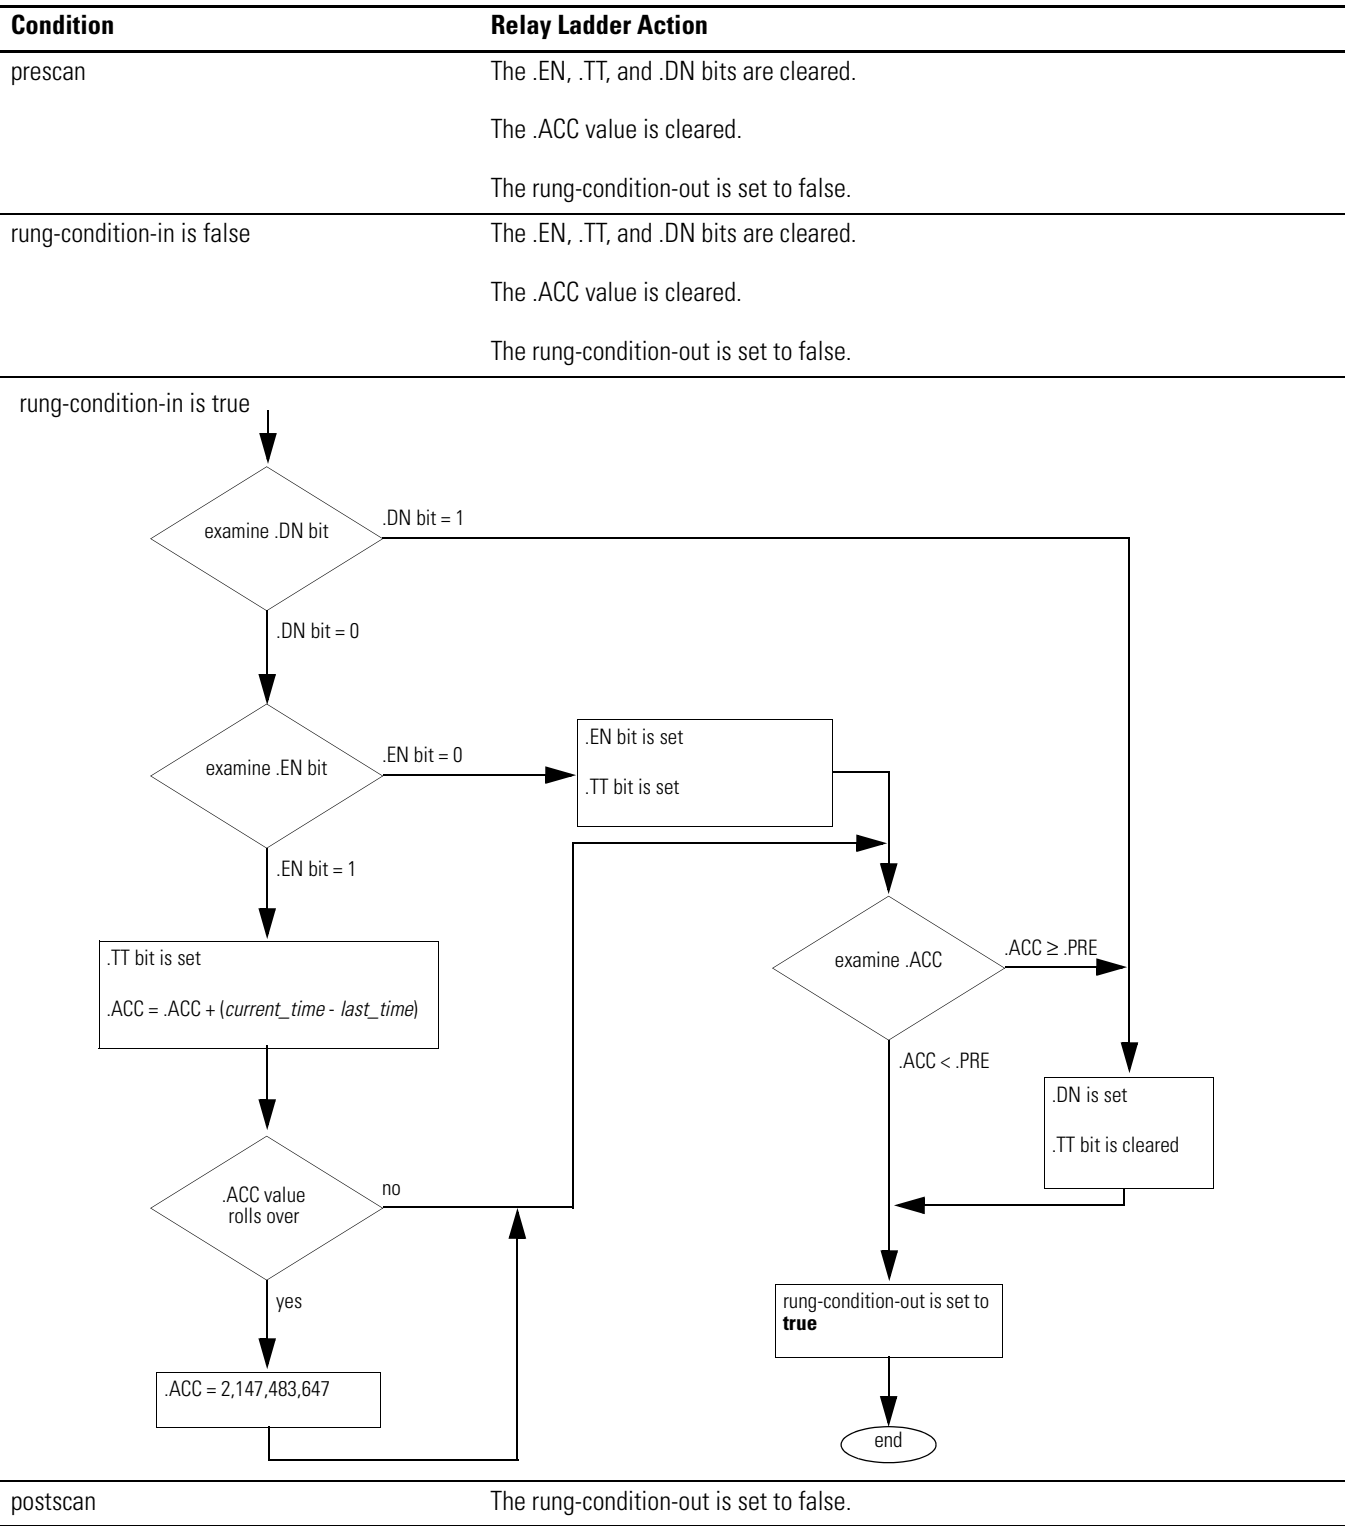 Condition Relay Ladder Action
prescan The .EN, .TT, and .DN bits are cleared.
The .ACC value is cleared.
The rung-condition-out is set to false.
rung-condition-in is false The .EN, .TT, and .DN bits are cleared.
The .ACC value is cleared.
The rung-condition-out is set to false.
rung-condition-in is true
examine .DN bit
.DN bit = 1
.DN bit = 0
examine .EN bit
.EN bit = 0
.EN bit is set
.TT bit is set
.EN bit = 1
.TT bit is set
.ACC = .ACC + (current_time - last_time)
examine .ACC
.ACC ≥ .PRE
.ACC < .PRE
.DN is set
.TT bit is cleared
.ACC value
rolls over
no
yes
.ACC = 2,147,483,647
rung-condition-out is set to
true
end
postscan The rung-condition-out is set to false.